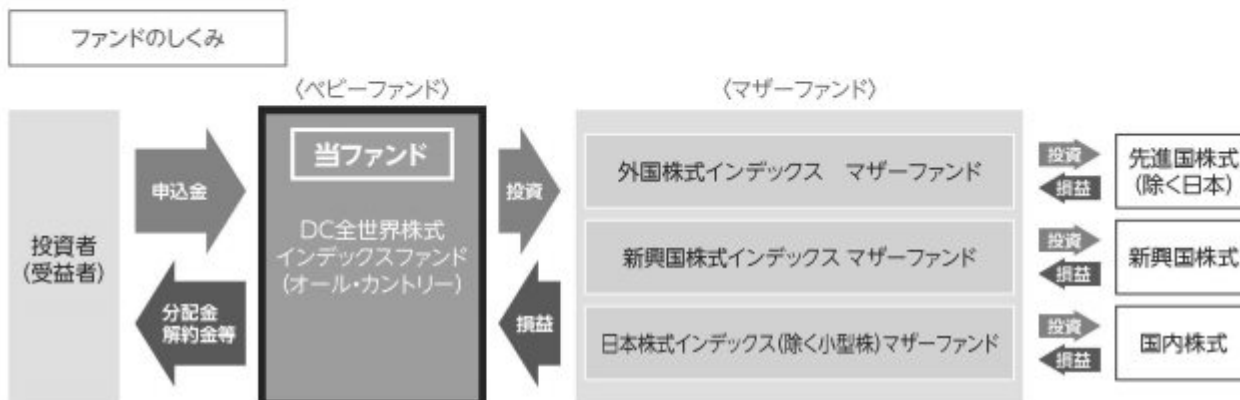 ファンドのしくみ
〈ベビーファンド〉
〈マザーファンド〉
投資者
(受益者)
申込金
分配金
解約金等
当ファンド
DC全世界株式
インデックスファンド
(オール・カントリー)
投資
損益
外国株式インデックス　マザーファンド
新興国株式インデックス マザーファンド
日本株式インデックス(除く小型株)マザーファンド
投資
損益
先進国株式
(除く日本)
投資
損益
新興国株式
投資
損益
国内株式